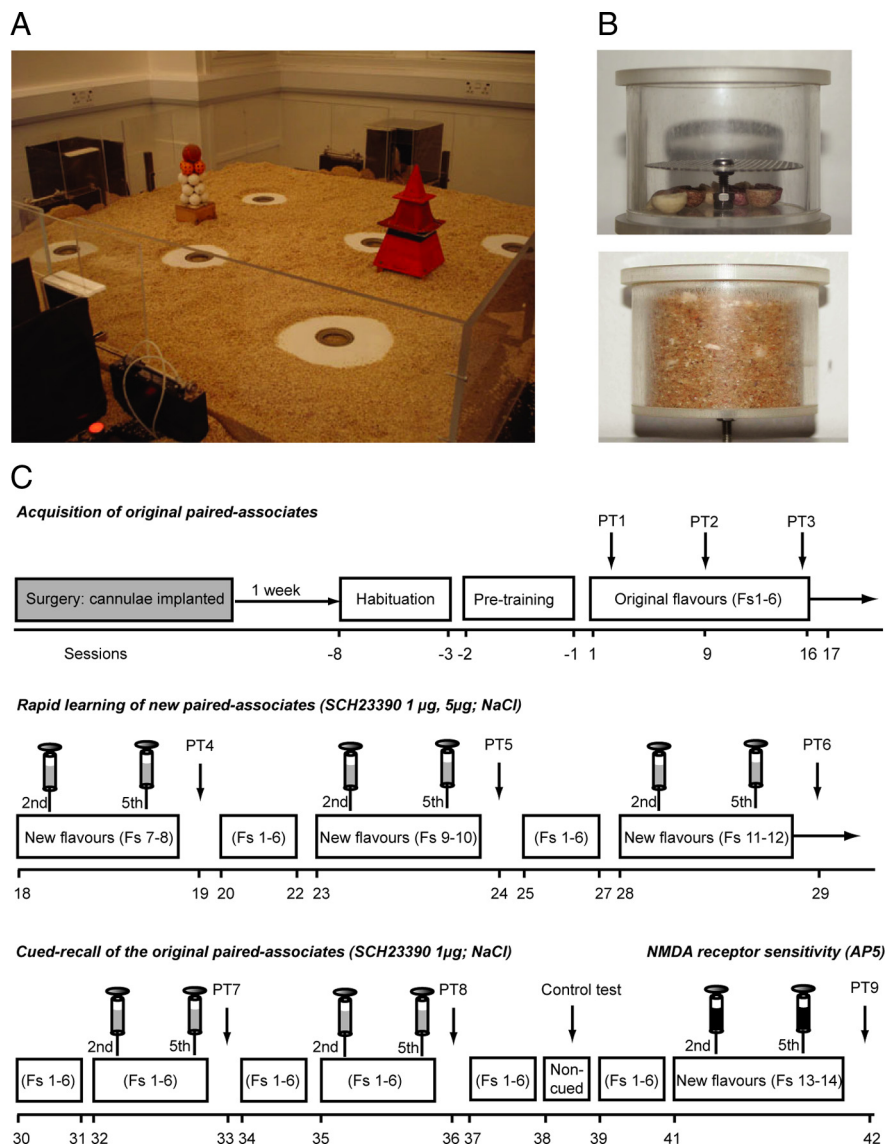 A
B
C
Acquisition of original paired-associates
PT1 PT2 PT3
Surgery: cannulae implanted 1 week Habituation Pre-training Original flavours (Fs1-6)
Sessions -8 -3 -2 -1 1 9 16 17
Rapid learning of new paired-associates (SCH23390 1 µg, 5µg; NaCl)
PT4 PT5 PT6
2nd 5th 2nd 5th 2nd 5th
New flavours (Fs 7-8) (Fs 1-6) New flavours (Fs 9-10) (Fs 1-6) New flavours (Fs 11-12)
18 19 20 22 23 24 25 27 28 29
Cued-recall of the original paired-associates (SCH23390 1µg; NaCl) NMDA receptor sensitivity (AP5)
PT7 PT8 Control test PT9
2nd 5th 2nd 5th 2nd 5th
(Fs 1-6) (Fs 1-6) (Fs 1-6) (Fs 1-6) (Fs 1-6) Non-
cued (Fs 1-6) New flavours (Fs 13-14)
30 31 32 33 34 35 36 37 38 39 41 42